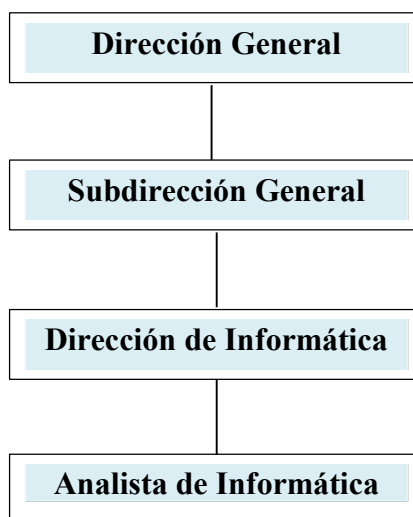 Dirección General
Subdirección General
Dirección de Informática
Analista de Informática